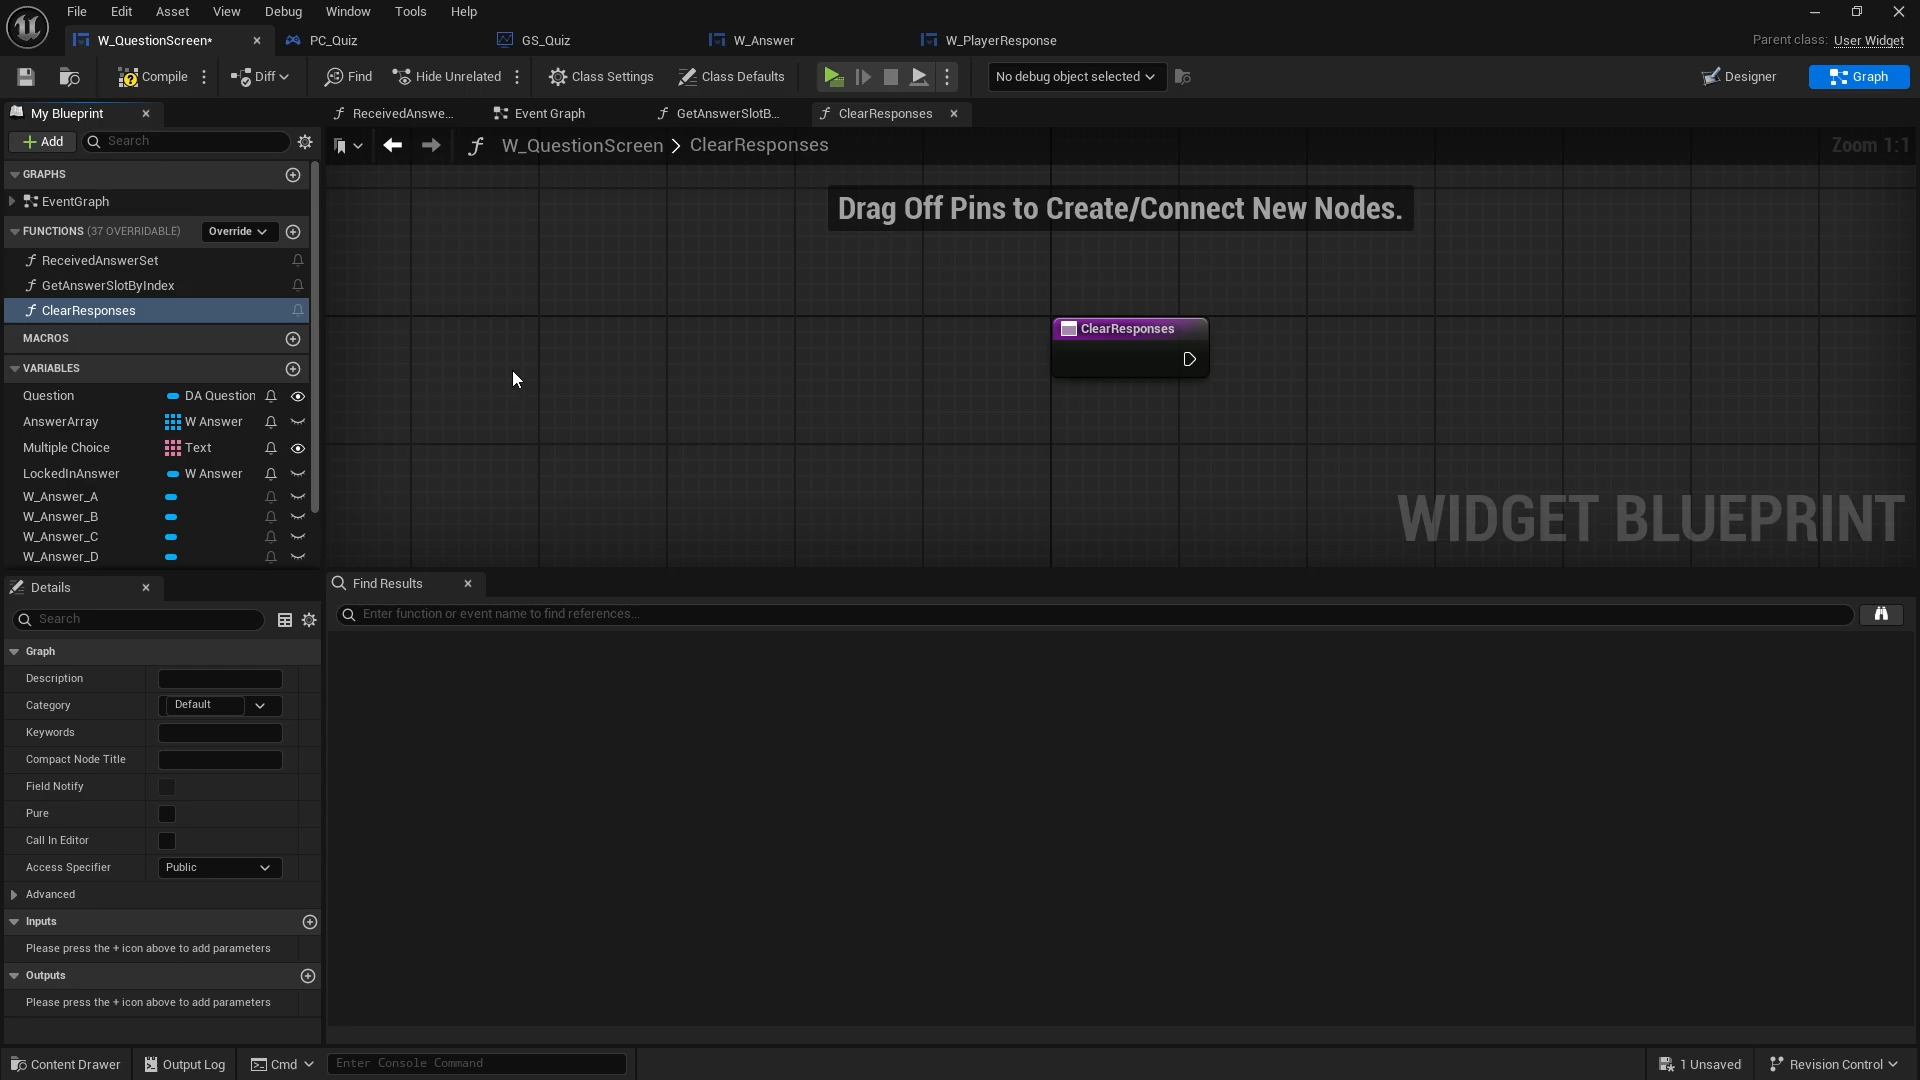 File Edit Asset View Debug Window Tools Help
W_QuestionScreen* PC_Quiz GS_Quiz W_Answer W_PlayerResponse Parent class: User Widget
Compile Diff Find Hide Unrelated Class Settings Class Defaults No debug object selected Designer Graph
My Blueprint ReceivedAnswe... Event Graph GetAnswerSlotB... ClearResponses
Add Search W_QuestionScreen > ClearResponses Zoom 1:1
GRAPHS
EventGraph
Drag Off Pins to Create/Connect New Nodes.
FUNCTIONS (37 OVERRIDABLE) Override
ReceivedAnswerSet
GetAnswerSlotByIndex
ClearResponses
ClearResponses
MACROS
VARIABLES
Question DA Question
AnswerArray W Answer
Multiple Choice Text
LockedInAnswer W Answer
W_Answer_A
W_Answer_B
W_Answer_C
W_Answer_D
WIDGET BLUEPRINT
Details Find Results
Search Enter function or event name to find references...
Graph
Description
Category Default
Keywords
Compact Node Title
Field Notify
Pure
Call In Editor
Access Specifier Public
Advanced
Inputs
Please press the + icon above to add parameters
Outputs
Please press the + icon above to add parameters
Content Drawer Output Log Cmd Enter Console Command 1 Unsaved Revision Control